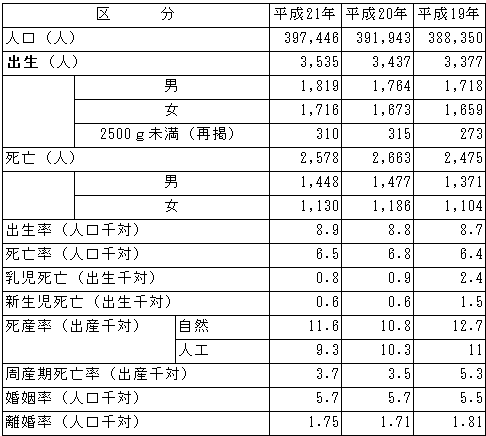 区　　分 平成21年 平成20年 平成19年
人口（人） 397,446 391,943 388,350
出生（人） 3,535 3,437 3,377
男 1,819 1,764 1,718
女 1,716 1,673 1,659
2500ｇ未満（再掲） 310 315 273
死亡（人） 2,578 2,663 2,475
男 1,448 1,477 1,371
女 1,130 1,186 1,104
出生率（人口千対） 8.9 8.8 8.7
死亡率（人口千対） 6.5 6.8 6.4
乳児死亡（出生千対） 0.8 0.9 2.4
新生児死亡（出生千対） 0.6 0.6 1.5
死産率（出産千対） 自然 11.6 10.8 12.7
人工 9.3 10.3 11
周産期死亡率（出産千対） 3.7 3.5 5.3
婚姻率（人口千対） 5.7 5.7 5.5
離婚率（人口千対） 1.75 1.71 1.81